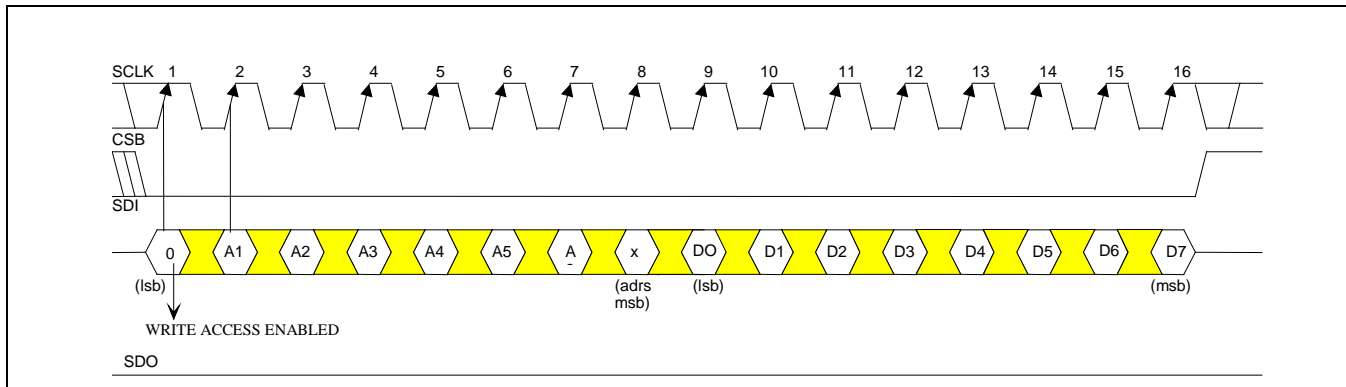 SCLK 1 2 3 4 5 6 7 8 9 10 11 12 13 14 15 16
CSB
SDI
0 A1 A2 A3 A4 A5 A x DO D1 D2 D3 D4 D5 D6 D7
(lsb) (adrs (lsb) (msb)
msb)
WRITE ACCESS ENABLED
SDO